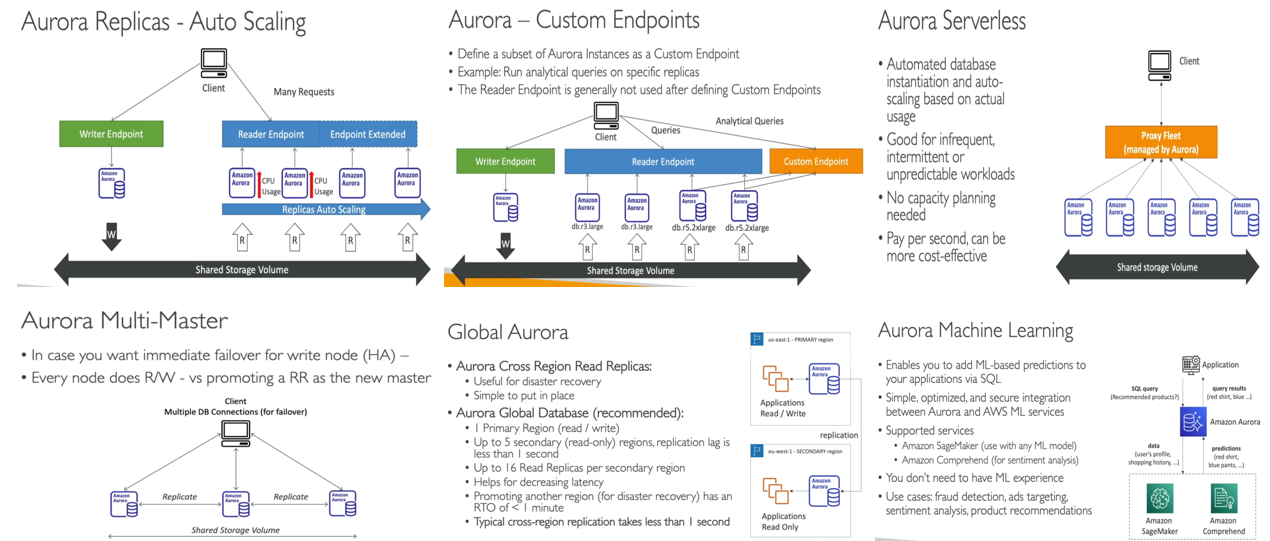 Aurora Replicas - Auto Scaling
Client
Many Requests
Writer Endpoint
Reader Endpoint
Endpoint Extended
Amazon
Aurora
Amazon
Aurora
CPU
Usage
Amazon
Aurora
CPU
Usage
Amazon
Aurora
Amazon
Aurora
Replicas Auto Scaling
W
R
R
R
R
Shared Storage Volume
Aurora – Custom Endpoints
• Define a subset of Aurora Instances as a Custom Endpoint
• Example: Run analytical queries on specific replicas
• The Reader Endpoint is generally not used after defining Custom Endpoints
Client
Queries
Analytical Queries
Writer Endpoint
Reader Endpoint
Custom Endpoint
Amazon
Aurora
Amazon
Aurora
Amazon
Aurora
Amazon
Aurora
Amazon
Aurora
db.r3.large
db.r3.large
db.r5.2xlarge
db.r5.2xlarge
W
R
R
R
R
Shared Storage Volume
Aurora Serverless
• Automated database
instantiation and auto-
scaling based on actual
usage
• Good for infrequent,
intermittent or
unpredictable workloads
• No capacity planning
needed
• Pay per second, can be
more cost-effective
Client
Proxy Fleet
(managed by Aurora)
Amazon
Aurora
Amazon
Aurora
Amazon
Aurora
Amazon
Aurora
Amazon
Aurora
Shared storage Volume
Aurora Multi-Master
• In case you want immediate failover for write node (HA) –
• Every node does R/W - vs promoting a RR as the new master
Client
Multiple DB Connections (for failover)
Amazon
Aurora
Replicate
Amazon
Aurora
Replicate
Amazon
Aurora
Shared Storage Volume
Global Aurora
• Aurora Cross Region Read Replicas:
• Useful for disaster recovery
• Simple to put in place
• Aurora Global Database (recommended):
• 1 Primary Region (read / write)
• Up to 5 secondary (read-only) regions, replication lag is
less than 1 second
• Up to 16 Read Replicas per secondary region
• Helps for decreasing latency
• Promoting another region (for disaster recovery) has an
RTO of < 1 minute
• Typical cross-region replication takes less than 1 second
us-east-1 - PRIMARY region
Amazon
Aurora
Applications
Read / Write
replication
eu-west-1 - SECONDARY region
Amazon
Aurora
Applications
Read Only
Aurora Machine Learning
• Enables you to add ML-based predictions to
your applications via SQL
• Simple, optimized, and secure integration
between Aurora and AWS ML services
• Supported services
• Amazon SageMaker (use with any ML model)
• Amazon Comprehend (for sentiment analysis)
• You don't need to have ML experience
• Use cases: fraud detection, ads targeting,
sentiment analysis, product recommendations
Application
SQL query
(Recommended products?)
query results
(red shirt, blue ...)
Amazon Aurora
data
(user's profile,
shopping history, ...)
predictions
(red shirt,
blue pants, ...)
Amazon
SageMaker
Amazon
Comprehend